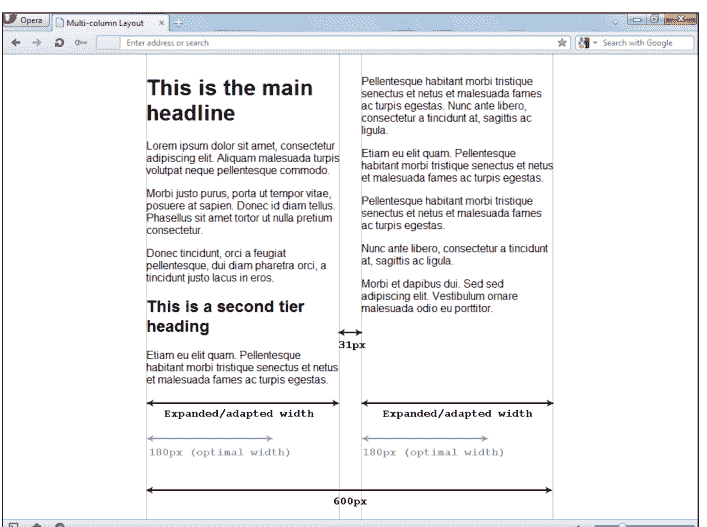 Opera
Multi-column Layout
Enter address or search
Search with Google
This is the main
headline
Lorem ipsum dolor sit amet, consectetur
adipiscing elit. Aliquam malesuada turpis
volutpat neque pellentesque commodo.
Morbi justo purus, porta ut tempor vitae,
posuere at sapien. Donec id diam tellus.
Phasellus sit amet tortor ut nulla pretium
consectetur.
Donec tincidunt, orci a feugiat
pellentesque, dui diam pharetra orci, a
tincidunt justo lacus in eros.
This is a second tier
heading
Etiam eu elit quam. Pellentesque
habitant morbi tristique senectus et netus
et malesuada fames ac turpis egestas.
Pellentesque habitant morbi tristique
senectus et netus et malesuada fames
ac turpis egestas. Nunc ante libero,
consectetur a tincidunt at, sagittis ac
ligula.
Etiam eu elit quam. Pellentesque
habitant morbi tristique senectus et netus
et malesuada fames ac turpis egestas.
Pellentesque habitant morbi tristique
senectus et netus et malesuada fames
ac turpis egestas.
Nunc ante libero, consectetur a tincidunt
at, sagittis ac ligula.
Morbi et dapibus dui. Sed sed
adipiscing elit. Vestibulum ornare
malesuada odio eu porttitor.
31px
Expanded/adapted width
Expanded/adapted width
180px (optimal width)
180px (optimal width)
600px